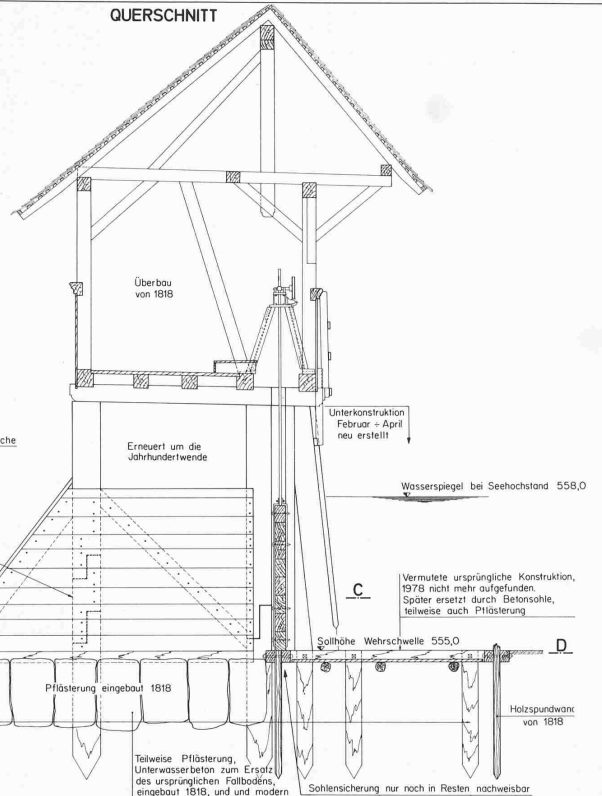 QUERSCHNITT
Überbau
von 1818
Unterkonstruktion
Februar ÷ April
neu erstellt
che
Erneuert um die
Jahrhundertwende
Wasserspiegel bei Seehochstand 558,0
C
Vermutete ursprüngliche Konstruktion,
1978 nicht mehr aufgefunden.
Später ersetzt durch Betonsohle,
teilweise auch Pflästerung
Sollhöhe Wehrschwelle 555,0
D
Pflästerung eingebaut 1818
Holzspundwand
von 1818
Teilweise Pflästerung,
Unterwasserbeton zum Ersatz
des ursprünglichen Fallbodens,
eingebaut 1818, und und modern
Sohlensicherung nur noch in Resten nachweisbar